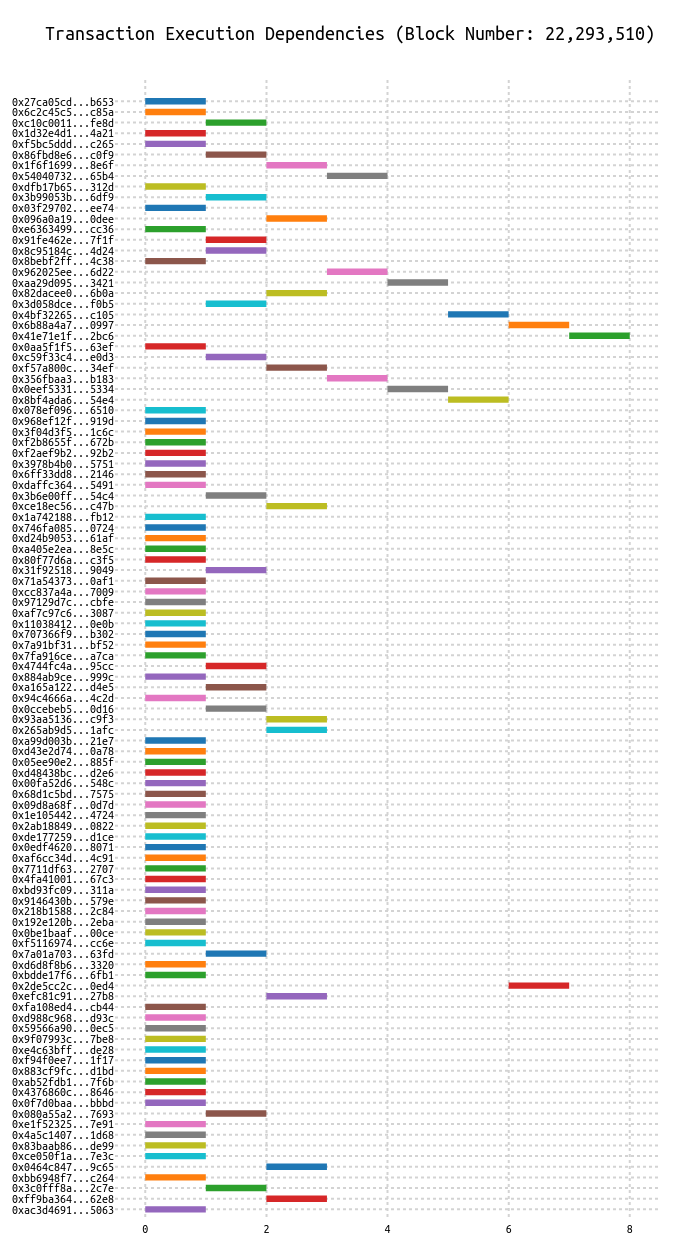 Transaction Execution Dependencies (Block Number: 22,293,510)
0x27ca05cd...b653
0x6c2c45c5...c85a
0xc10c0011...fe8d
0x1d32e4d1...4a21
0xf5bc5ddd...c265
0x86fbd8e6...c0f9
0x1f6f1699...8e6f
0x54040732...65b4
0xdfb17b65...312d
0x3b99053b...6df9
0x03f29702...ee74
0x096a0a19...0dee
0xe6363499...cc36
0x91fe462e...7f1f
0x8c95184c...4d24
0x8bebf2ff...4c38
0x962025ee...6d22
0xaa29d095...3421
0x82dacee0...6b0a
0x3d058dce...f0b5
0x4bf32265...c105
0x6b88a4a7...0997
0x41e71e1f...2bc6
0x0aa5f1f5...63ef
0xc59f33c4...e0d3
0xf57a800c...34ef
0x356fbaa3...b183
0x0eef5331...5334
0x8bf4ada6...54e4
0x078ef096...6510
0x968ef12f...919d
0x3f04d3f5...1c6c
0xf2b8655f...672b
0xf2aef9b2...92b2
0x3978b4b0...5751
0x6ff33dd8...2146
0xdaffc364...5491
0x3b6e00ff...54c4
0xce18ec56...c47b
0x1a742188...fb12
0x746fa085...0724
0xd24b9053...61af
0xa405e2ea...8e5c
0x80f77d6a...c3f5
0x31f92518...9049
0x71a54373...0af1
0xcc837a4a...7009
0x97129d7c...cbfe
0xaf7c97c6...3087
0x11038412...0e0b
0x707366f9...b302
0x7a91bf31...bf52
0x7fa916ce...a7ca
0x4744fc4a...95cc
0x884ab9ce...999c
0xa165a122...d4e5
0x94c4666a...4c2d
0x0ccebeb5...0d16
0x93aa5136...c9f3
0x265ab9d5...1afc
0xa99d003b...21e7
0xd43e2d74...0a78
0x05ee90e2...885f
0xd48438bc...d2e6
0x00fa52d6...548c
0x68d1c5bd...7575
0x09d8a68f...0d7d
0x1e105442...4724
0x2ab18849...0822
0xde177259...d1ce
0x0edf4620...8071
0xaf6cc34d...4c91
0x7711df63...2707
0x4fa41001...67c3
0xbd93fc09...311a
0x9146430b...579e
0x218b1588...2c84
0x192e120b...2eba
0x0be1baaf...00ce
0xf5116974...cc6e
0x7a01a703...63fd
0xd6d8f8b6...3320
0xbdde17f6...6fb1
0x2de5cc2c...0ed4
0xefc81c91...27b8
0xfa108ed4...cb44
0xd988c968...d93c
0x59566a90...0ec5
0x9f07993c...7be8
0xe4c63bff...de28
0xf94f0ee7...1f17
0x883cf9fc...d1bd
0xab52fdb1...7f6b
0x4376860c...8646
0x0f7d0baa...bbbd
0x080a55a2...7693
0xe1f52325...7e91
0x4a5c1407...1d68
0x83baab86...de99
0xce050f1a...7e3c
0x0464c847...9c65
0xbb6948f7...c264
0x3c0fff8a...2c7e
0xff9ba364...62e8
0xac3d4691...5063
0 2 4 6 8